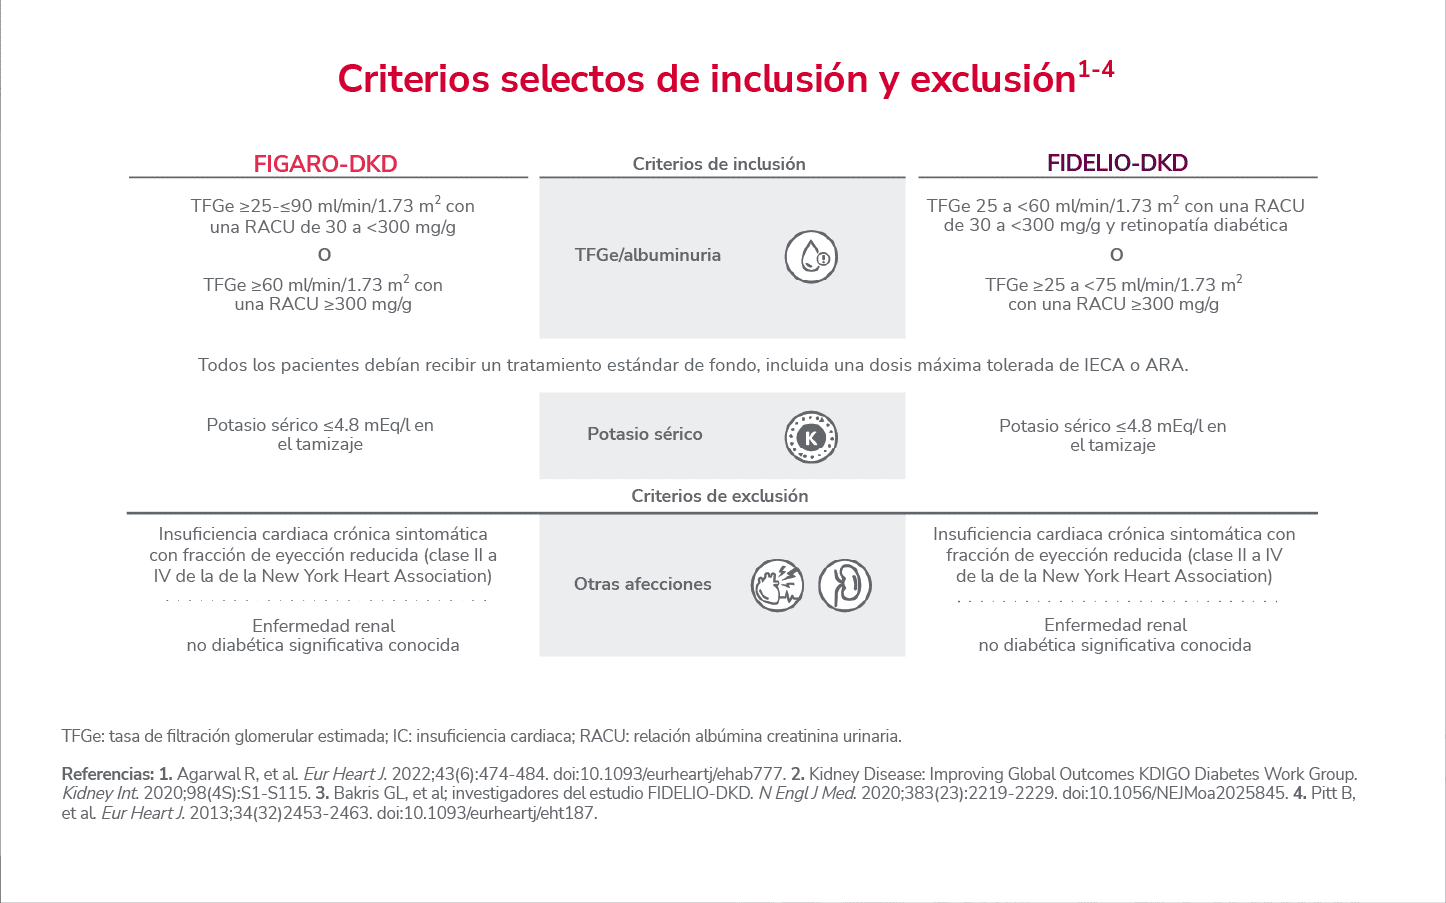 Criterios selectos de inclusión y exclusión1-4
FIGARO-DKD
Criterios de inclusión
FIDELIO-DKD
TFGe ≥25-≤90 ml/min/1.73 m2 con
una RACU de 30 a <300 mg/g
O
TFGe ≥60 ml/min/1.73 m2 con
una RACU ≥300 mg/g
TFGe/albuminuria
TFGe 25 a <60 ml/min/1.73 m2 con una RACU
de 30 a <300 mg/g y retinopatía diabética
O
TFGe ≥25 a <75 ml/min/1.73 m2
con una RACU ≥300 mg/g
Todos los pacientes debían recibir un tratamiento estándar de fondo, incluida una dosis máxima tolerada de IECA o ARA.
Potasio sérico ≤4.8 mEq/l en
el tamizaje
Potasio sérico
K
Potasio sérico ≤4.8 mEq/l en
el tamizaje
Criterios de exclusión
Insuficiencia cardiaca crónica sintomática
con fracción de eyección reducida (clase II a
IV de la de la New York Heart Association)
Enfermedad renal
no diabética significativa conocida
Otras afecciones
Insuficiencia cardiaca crónica sintomática con
fracción de eyección reducida (clase II a IV
de la de la New York Heart Association)
Enfermedad renal
no diabética significativa conocida
TFGe: tasa de filtración glomerular estimada; IC: insuficiencia cardiaca; RACU: relación albúmina creatinina urinaria.
Referencias: 1. Agarwal R, et al. Eur Heart J. 2022;43(6):474-484. doi:10.1093/eurheartj/ehab777. 2. Kidney Disease: Improving Global Outcomes KDIGO Diabetes Work Group.
Kidney Int. 2020;98(4S):S1-S115. 3. Bakris GL, et al; investigadores del estudio FIDELIO-DKD. N Engl J Med. 2020;383(23):2219-2229. doi:10.1056/NEJMoa2025845. 4. Pitt B,
et al. Eur Heart J. 2013;34(32)2453-2463. doi:10.1093/eurheartj/eht187.